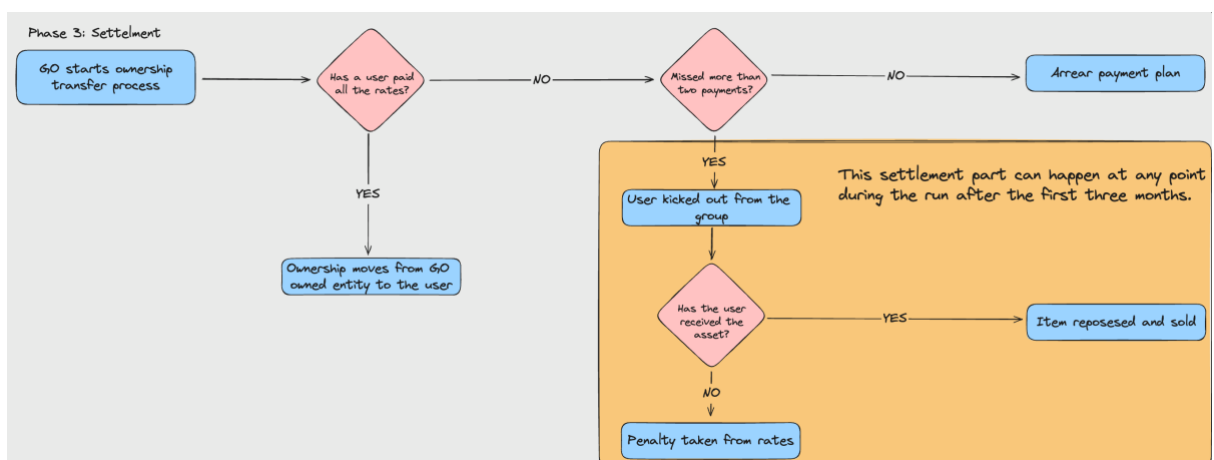 Phase 3: Settelment
GO starts ownership
transfer process
Has a user paid
all the rates?
NO
Missed more than
two payments?
NO
Arrear payment plan
YES
Ownership moves from GO
owned entity to the user
YES
This settlement part can happen at any point
during the run after the first three months.
User kicked out from the
group
Has the user
received the
asset?
YES
Item reposesed and sold
NO
Penalty taken from rates